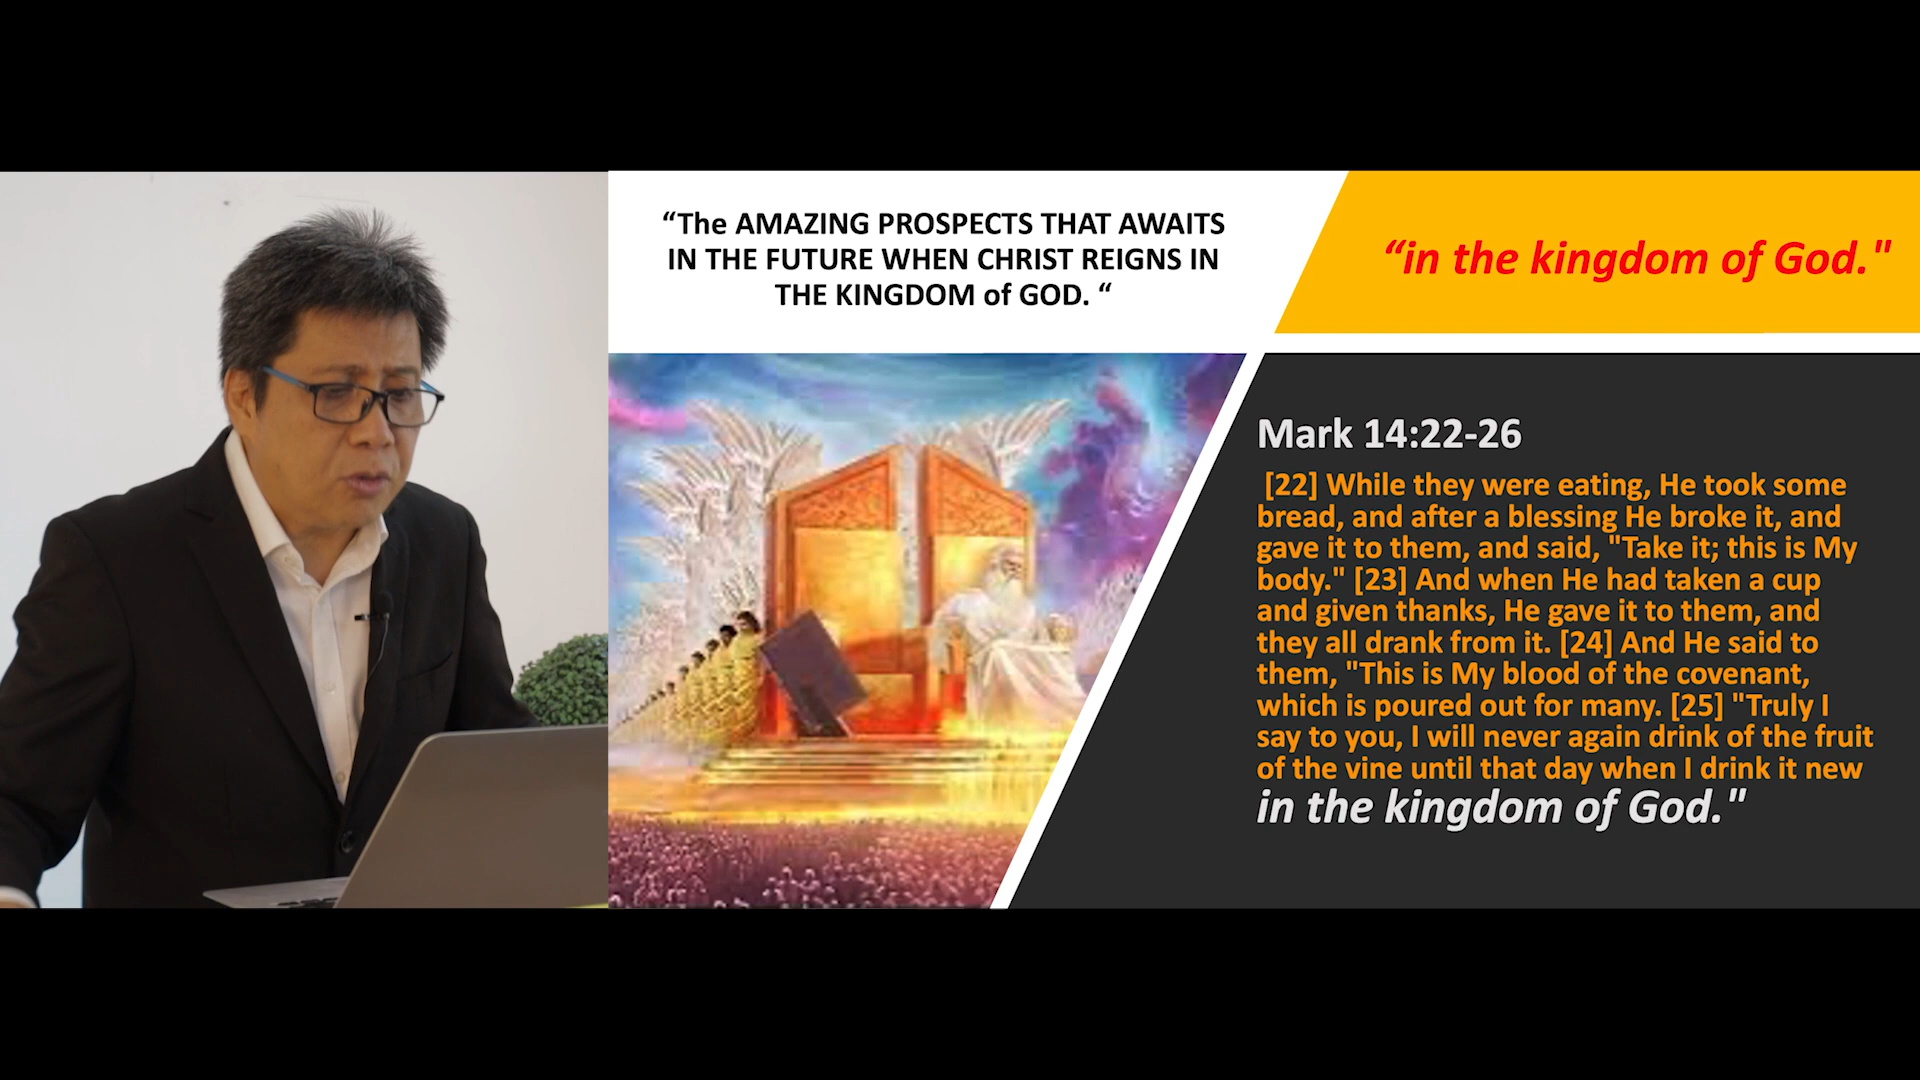 “The AMAZING PROSPECTS THAT AWAITS
IN THE FUTURE WHEN CHRIST REIGNS IN
THE KINGDOM of GOD. “
“in the kingdom of God."
Mark 14:22-26
[22] While they were eating, He took some
bread, and after a blessing He broke it, and
gave it to them, and said, "Take it; this is My
body." [23] And when He had taken a cup
and given thanks, He gave it to them, and
they all drank from it. [24] And He said to
them, "This is My blood of the covenant,
which is poured out for many. [25] "Truly I
say to you, I will never again drink of the fruit
of the vine until that day when I drink it new
in the kingdom of God."